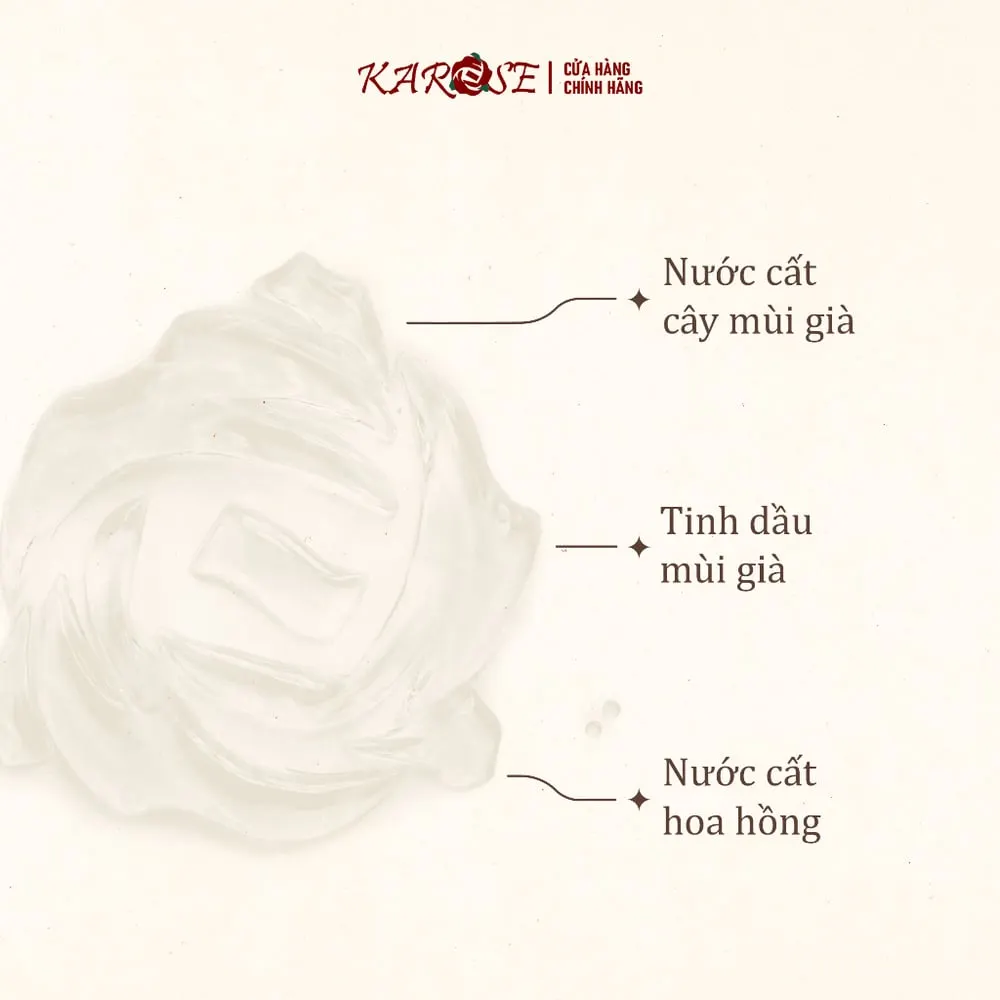 KAROSE
CỬA HÀNG
CHÍNH HÃNG
Nước cất
cây mùi già
Tinh dầu
mùi già
Nước cất
hoa hồng